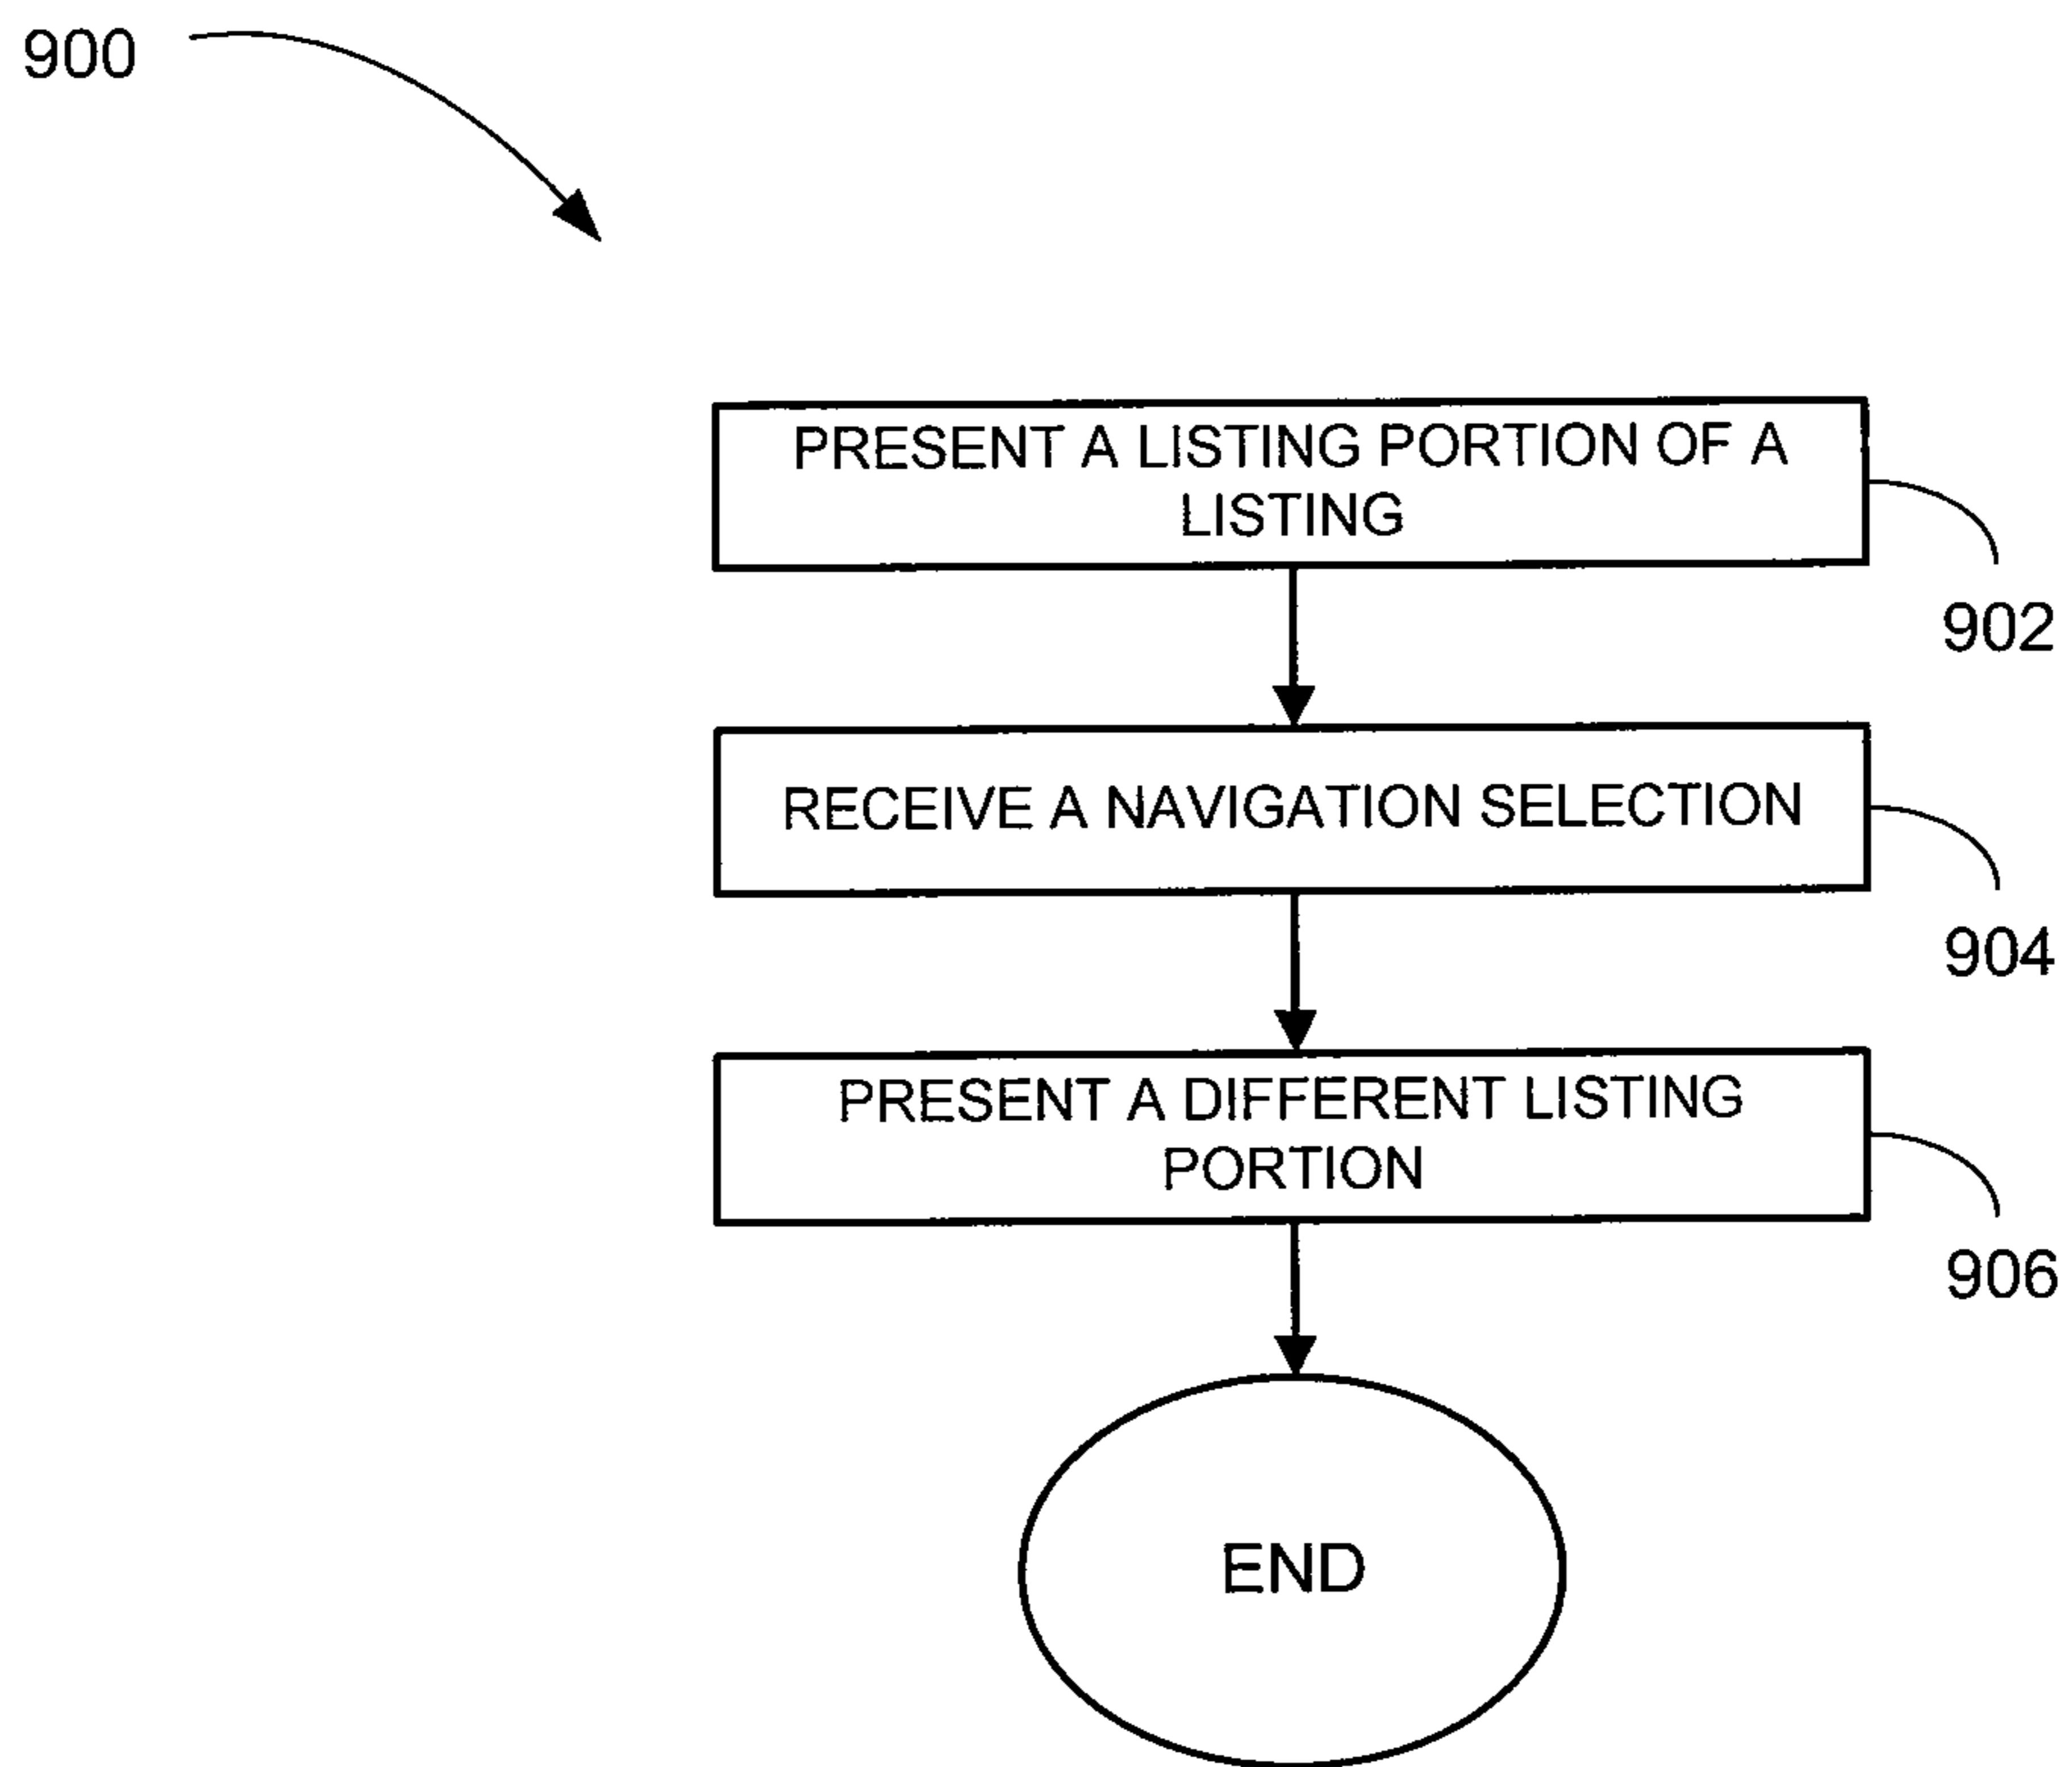 900
PRESENT A LISTING PORTION OF A
LISTING
902
RECEIVE A NAVIGATION SELECTION
904
PRESENT A DIFFERENT LISTING
PORTION
906
END